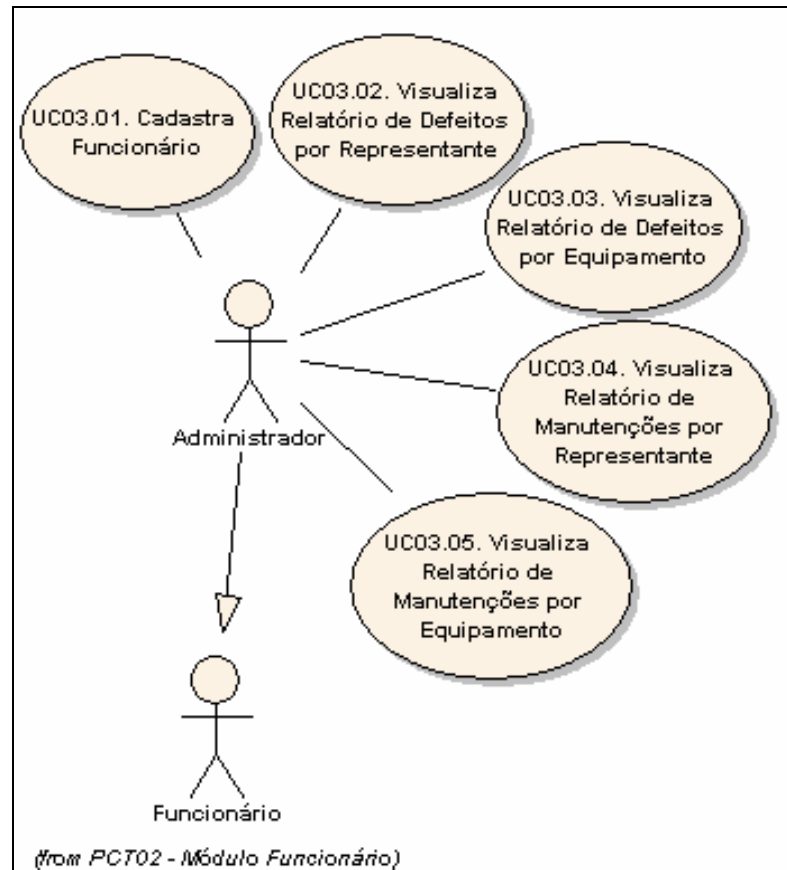 UC03.01. Cadastra
Funcionário
UC03.02. Visualiza
Relatório de Defeitos
por Representante
UC03.03. Visualiza
Relatório de Defeitos
por Equipamento
UC03.04. Visualiza
Relatório de
Manutenções por
Representante
Administrador
UC03.05. Visualiza
Relatório de
Manutenções por
Equipamento
Funcionário
(from PCT02 - Módulo Funcionário)